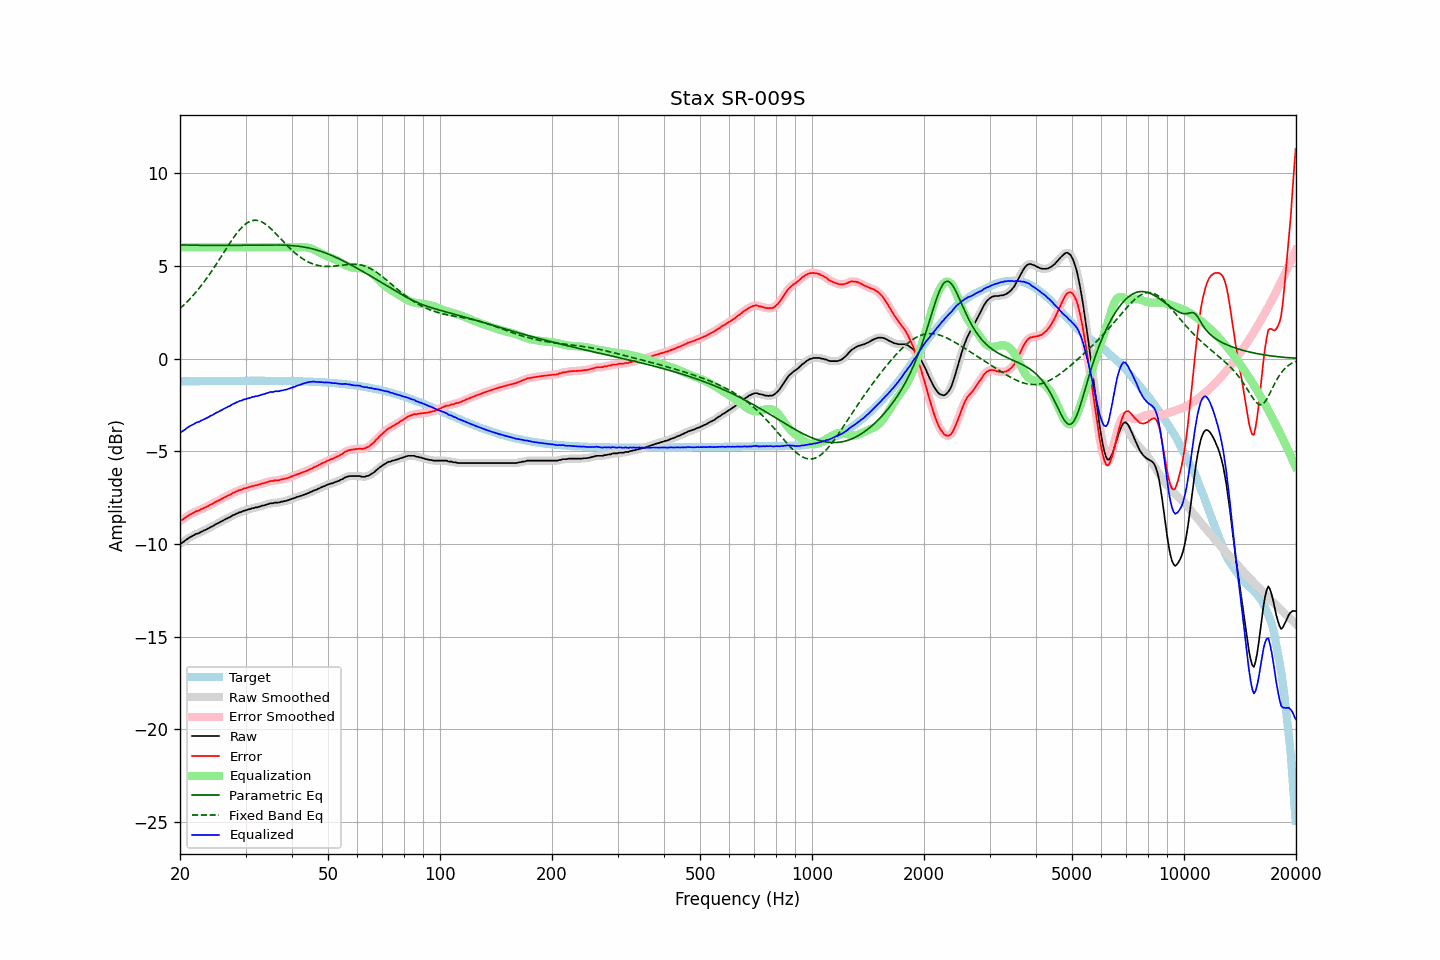 Stax SR-009S
Amplitude (dBr)
10
5
0
−5
−10
−15
−20
−25
Target
Raw Smoothed
Error Smoothed
Raw
Error
Equalization
Parametric Eq
Fixed Band Eq
Equalized
20 50 100 200 500 1000 2000 5000 10000 20000
Frequency (Hz)